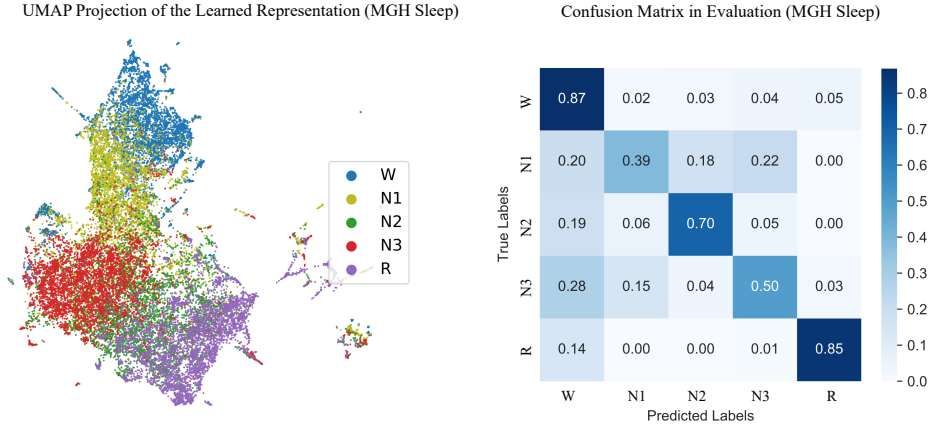 UMAP Projection of the Learned Representation (MGH Sleep)
W
N1
N2
N3
R
Confusion Matrix in Evaluation (MGH Sleep)
True Labels
W 0.87 0.02 0.03 0.04 0.05
N1 0.20 0.39 0.18 0.22 0.00
N2 0.19 0.06 0.70 0.05 0.00
N3 0.28 0.15 0.04 0.50 0.03
R 0.14 0.00 0.00 0.01 0.85
W N1 N2 N3 R
Predicted Labels
0.8
0.7
0.6
0.5
0.4
0.3
0.2
0.1
0.0